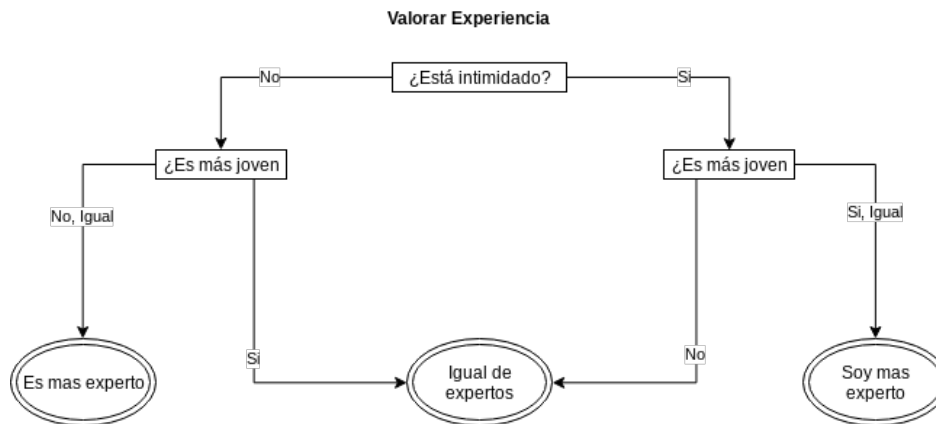 Valorar Experiencia
No
¿Está intimidado?
Si
¿Es más joven
¿Es más joven
No, Igual
Si, Igual
Si
No
Es mas experto
Igual de
expertos
Soy mas
experto